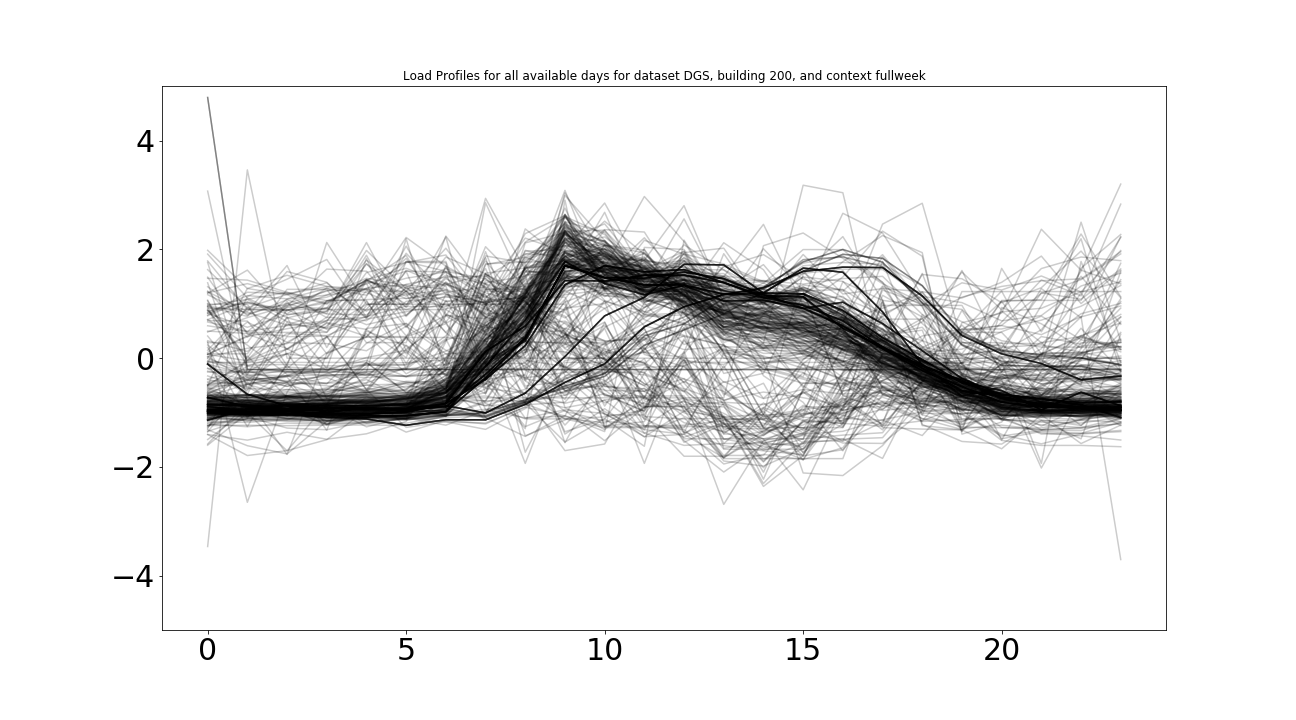 Load Profiles for all available days for dataset DGS, building 200, and context fullweek
4
2
0
−2
−4
0 5 10 15 20